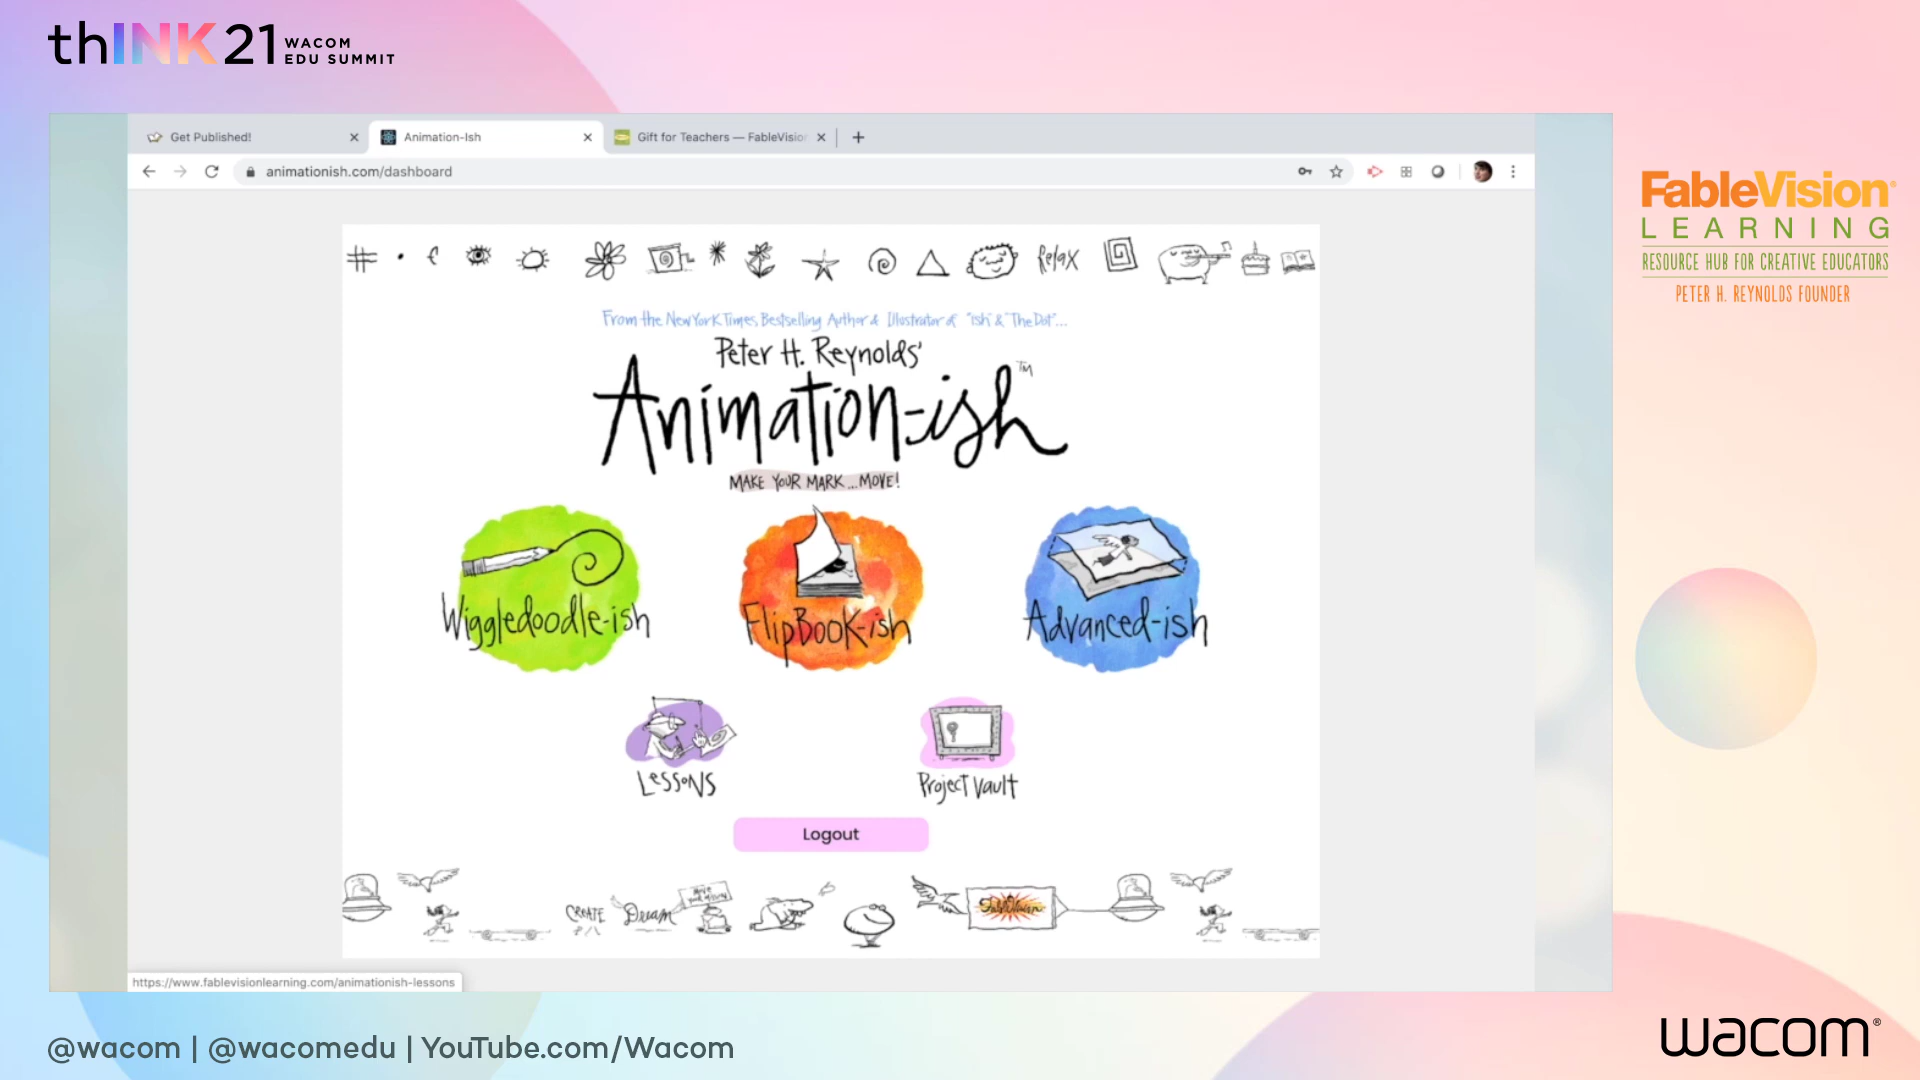 thINK21 WACOM
EDU SUMMIT
Get Published!
Animation-Ish
Gift for Teachers — FableVision
animationish.com/dashboard
Relax
From the New York Times Bestselling Author & Illustrator of "ish" & "The Dot"...
Peter H. Reynolds'
Animation-ish™
MAKE YOUR MARK...MOVE!
Wiggledoodle-ish
FlipBook-ish
Advanced-ish
Lessons
Project Vault
Logout
CREATE
Dream
FableVision
https://www.fablevisionlearning.com/animationish-lessons
FableVision®
LEARNING
RESOURCE HUB FOR CREATIVE EDUCATORS
PETER H. REYNOLDS FOUNDER
@wacom | @wacomedu | YouTube.com/Wacom
wacom®